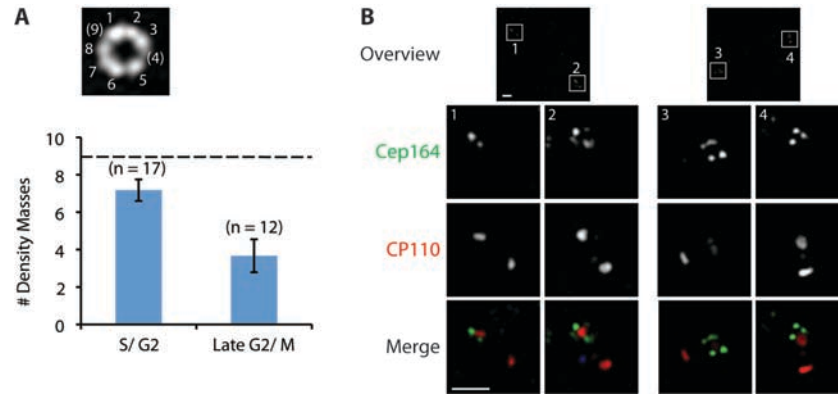 A
1 2
(9) 3
8 (4)
7 5
6
10
(n = 17)
8
(n = 12)
6
4
2
0
# Density Masses
S/ G2 Late G2/ M
B
Overview
1
2
3
4
1 2 3 4
Cep164
CP110
Merge